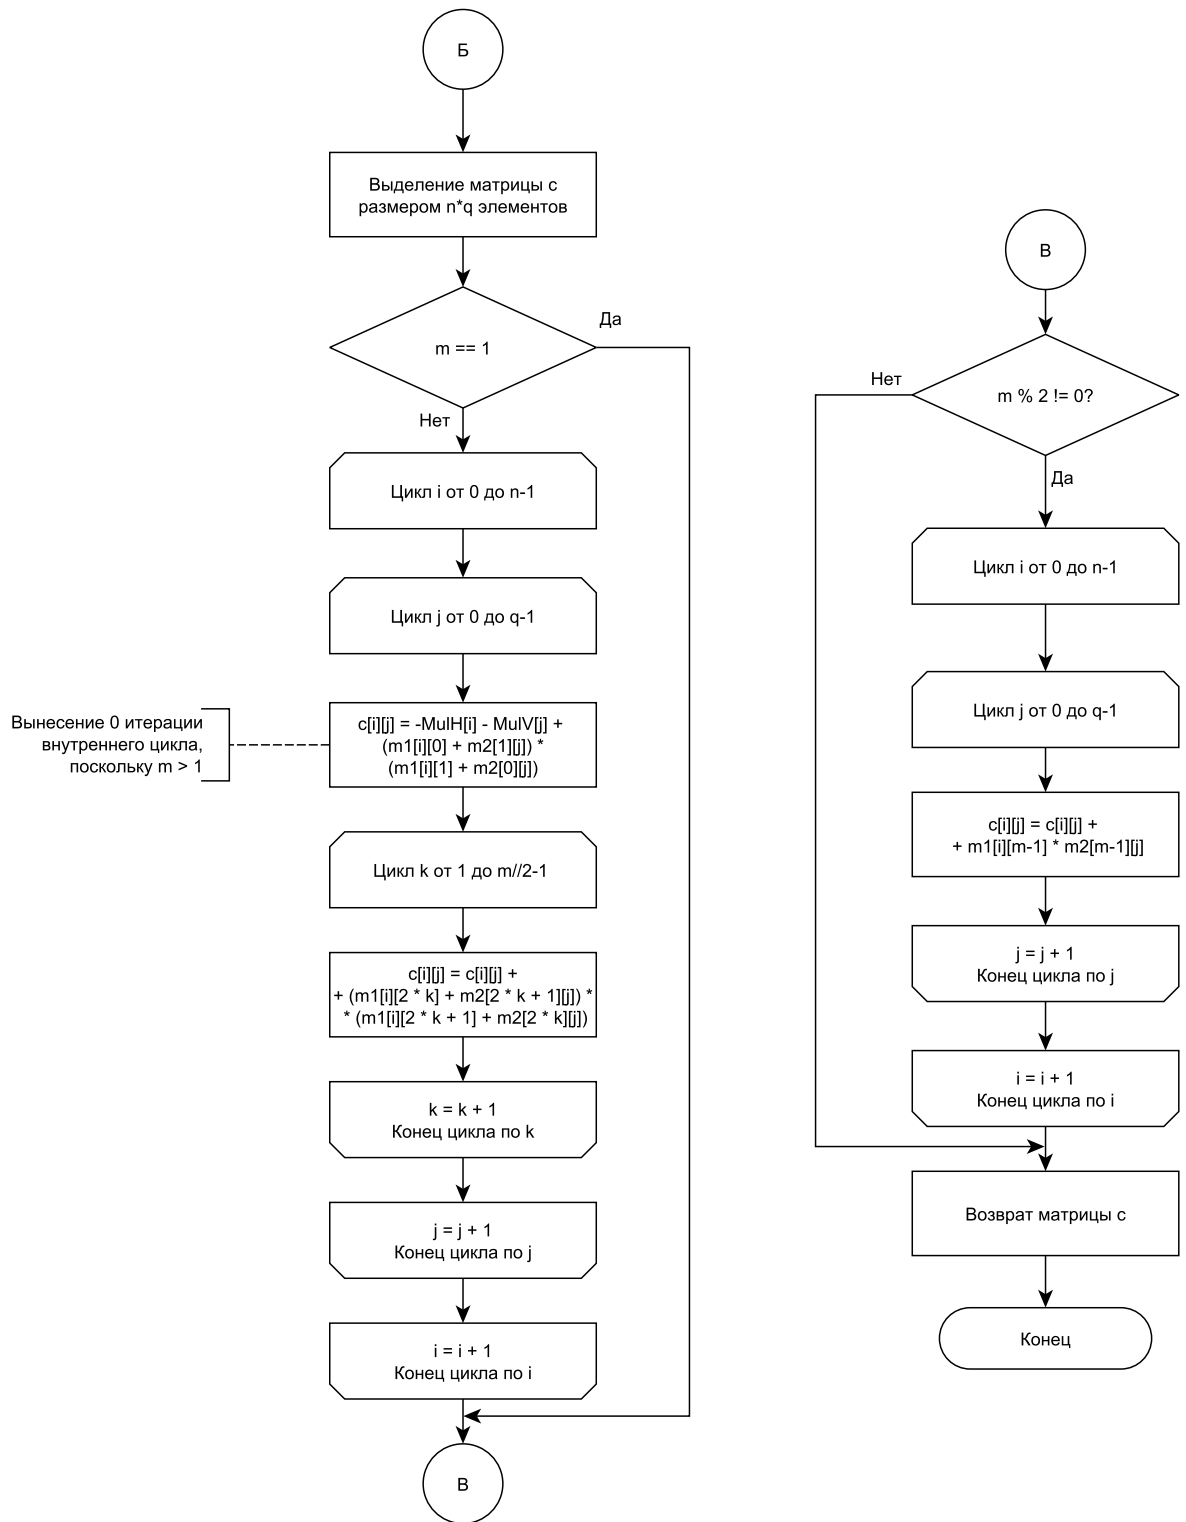 Б
Выделение матрицы c
размером n*q элементов
m == 1
Да
Нет
Цикл i от 0 до n-1
Цикл j от 0 до q-1
Вынесение 0 итерации
внутреннего цикла,
поскольку m > 1
c[i][j] = -MulH[i] - MulV[j] +
(m1[i][0] + m2[1][j]) *
(m1[i][1] + m2[0][j])
Цикл k от 1 до m//2-1
c[i][j] = c[i][j] +
+ (m1[i][2 * k] + m2[2 * k + 1][j]) *
* (m1[i][2 * k + 1] + m2[2 * k][j])
k = k + 1
Конец цикла по k
j = j + 1
Конец цикла по j
i = i + 1
Конец цикла по i
В
В
m % 2 != 0?
Нет
Да
Цикл i от 0 до n-1
Цикл j от 0 до q-1
c[i][j] = c[i][j] +
+ m1[i][m-1] * m2[m-1][j]
j = j + 1
Конец цикла по j
i = i + 1
Конец цикла по i
Возврат матрицы c
Конец